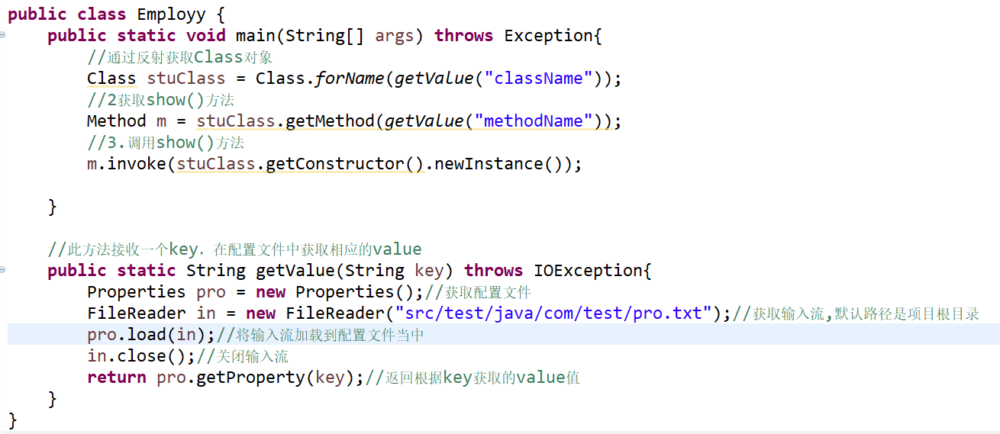 public class Employy {
public static void main(String[] args) throws Exception{
//通过反射获取Class对象
Class stuClass = Class.forName(getValue("className"));
//2获取show()方法
Method m = stuClass.getMethod(getValue("methodName"));
//3.调用show()方法
m.invoke(stuClass.getConstructor().newInstance());
}
//此方法接收一个key，在配置文件中获取相应的value
public static String getValue(String key) throws IOException{
Properties pro = new Properties();//获取配置文件
FileReader in = new FileReader("src/test/java/com/test/pro.txt");//获取输入流,默认路径是项目根目录
pro.load(in);//将输入流加载到配置文件当中
in.close();//关闭输入流
return pro.getProperty(key);//返回根据key获取的value值
}
}